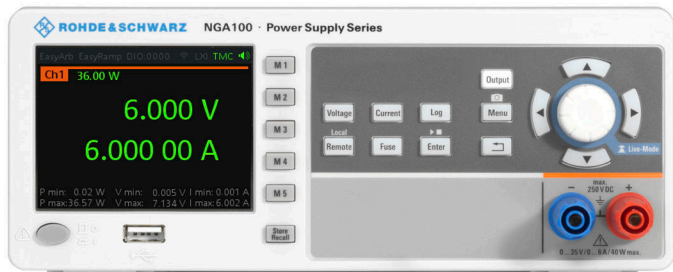 ROHDE & SCHWARZ NGA100 · Power Supply Series
EasyArb EasyRamp DIO:0000 LXI TMC
Ch1 36.00 W
6.000 V
6.000 00 A
P min: 0.02 W V min: 0.005 V I min: 0.001 A
P max:36.57 W V max: 7.134 V I max: 6.002 A
M 1
M 2
M 3
M 4
M 5
Store
Recall
Output
Voltage Current Log Menu
Local
Remote Fuse Enter
Live-Mode
max.
250 V DC
– +
0...35V/0...6A/40W max.